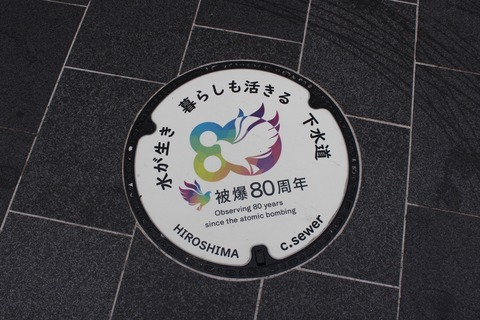 水が生き 暮らしも活きる 下水道
80
被爆80周年
Observing 80 years
since the atomic bombing
HIROSHIMA c.sewer